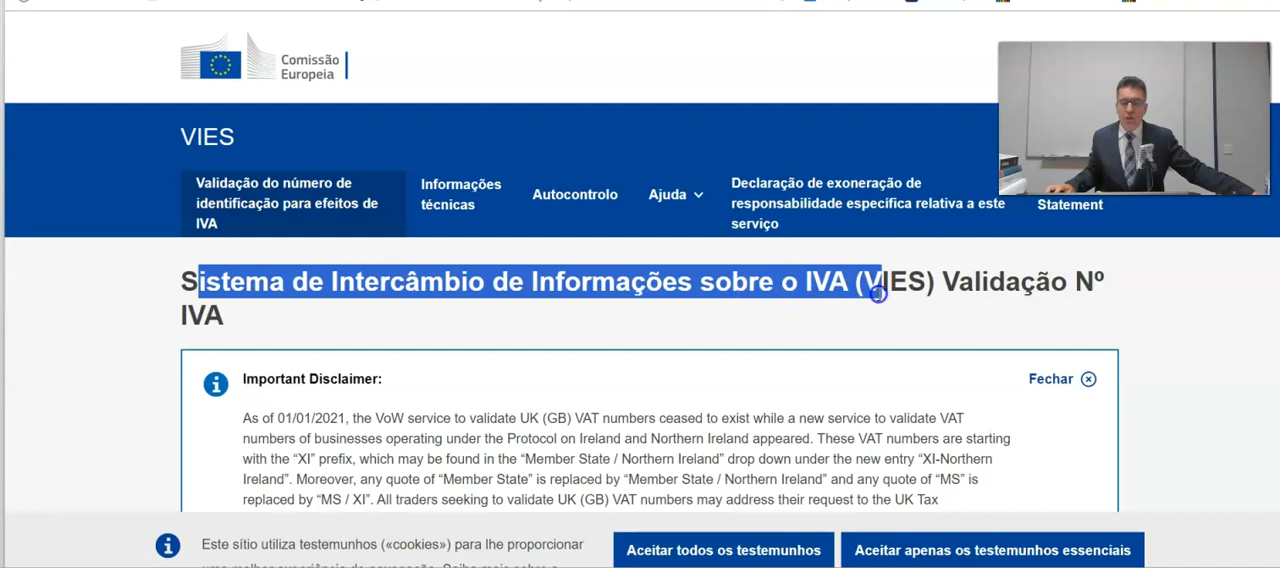 Comissão
Europeia
VIES
Validação do número de
identificação para efeitos de
IVA
Informações
técnicas
Autocontrolo
Ajuda
Declaração de exoneração de
responsabilidade específica relativa a este
serviço
Statement
Sistema de Intercâmbio de Informações sobre o IVA (VIES) Validação Nº
IVA
Important Disclaimer:
Fechar
As of 01/01/2021, the VoW service to validate UK (GB) VAT numbers ceased to exist while a new service to validate VAT
numbers of businesses operating under the Protocol on Ireland and Northern Ireland appeared. These VAT numbers are starting
with the “XI” prefix, which may be found in the “Member State / Northern Ireland” drop down under the new entry “XI-Northern
Ireland”. Moreover, any quote of “Member State” is replaced by “Member State / Northern Ireland” and any quote of “MS” is
replaced by “MS / XI”. All traders seeking to validate UK (GB) VAT numbers may address their request to the UK Tax
Este sítio utiliza testemunhos («cookies») para lhe proporcionar
Aceitar todos os testemunhos
Aceitar apenas os testemunhos essenciais